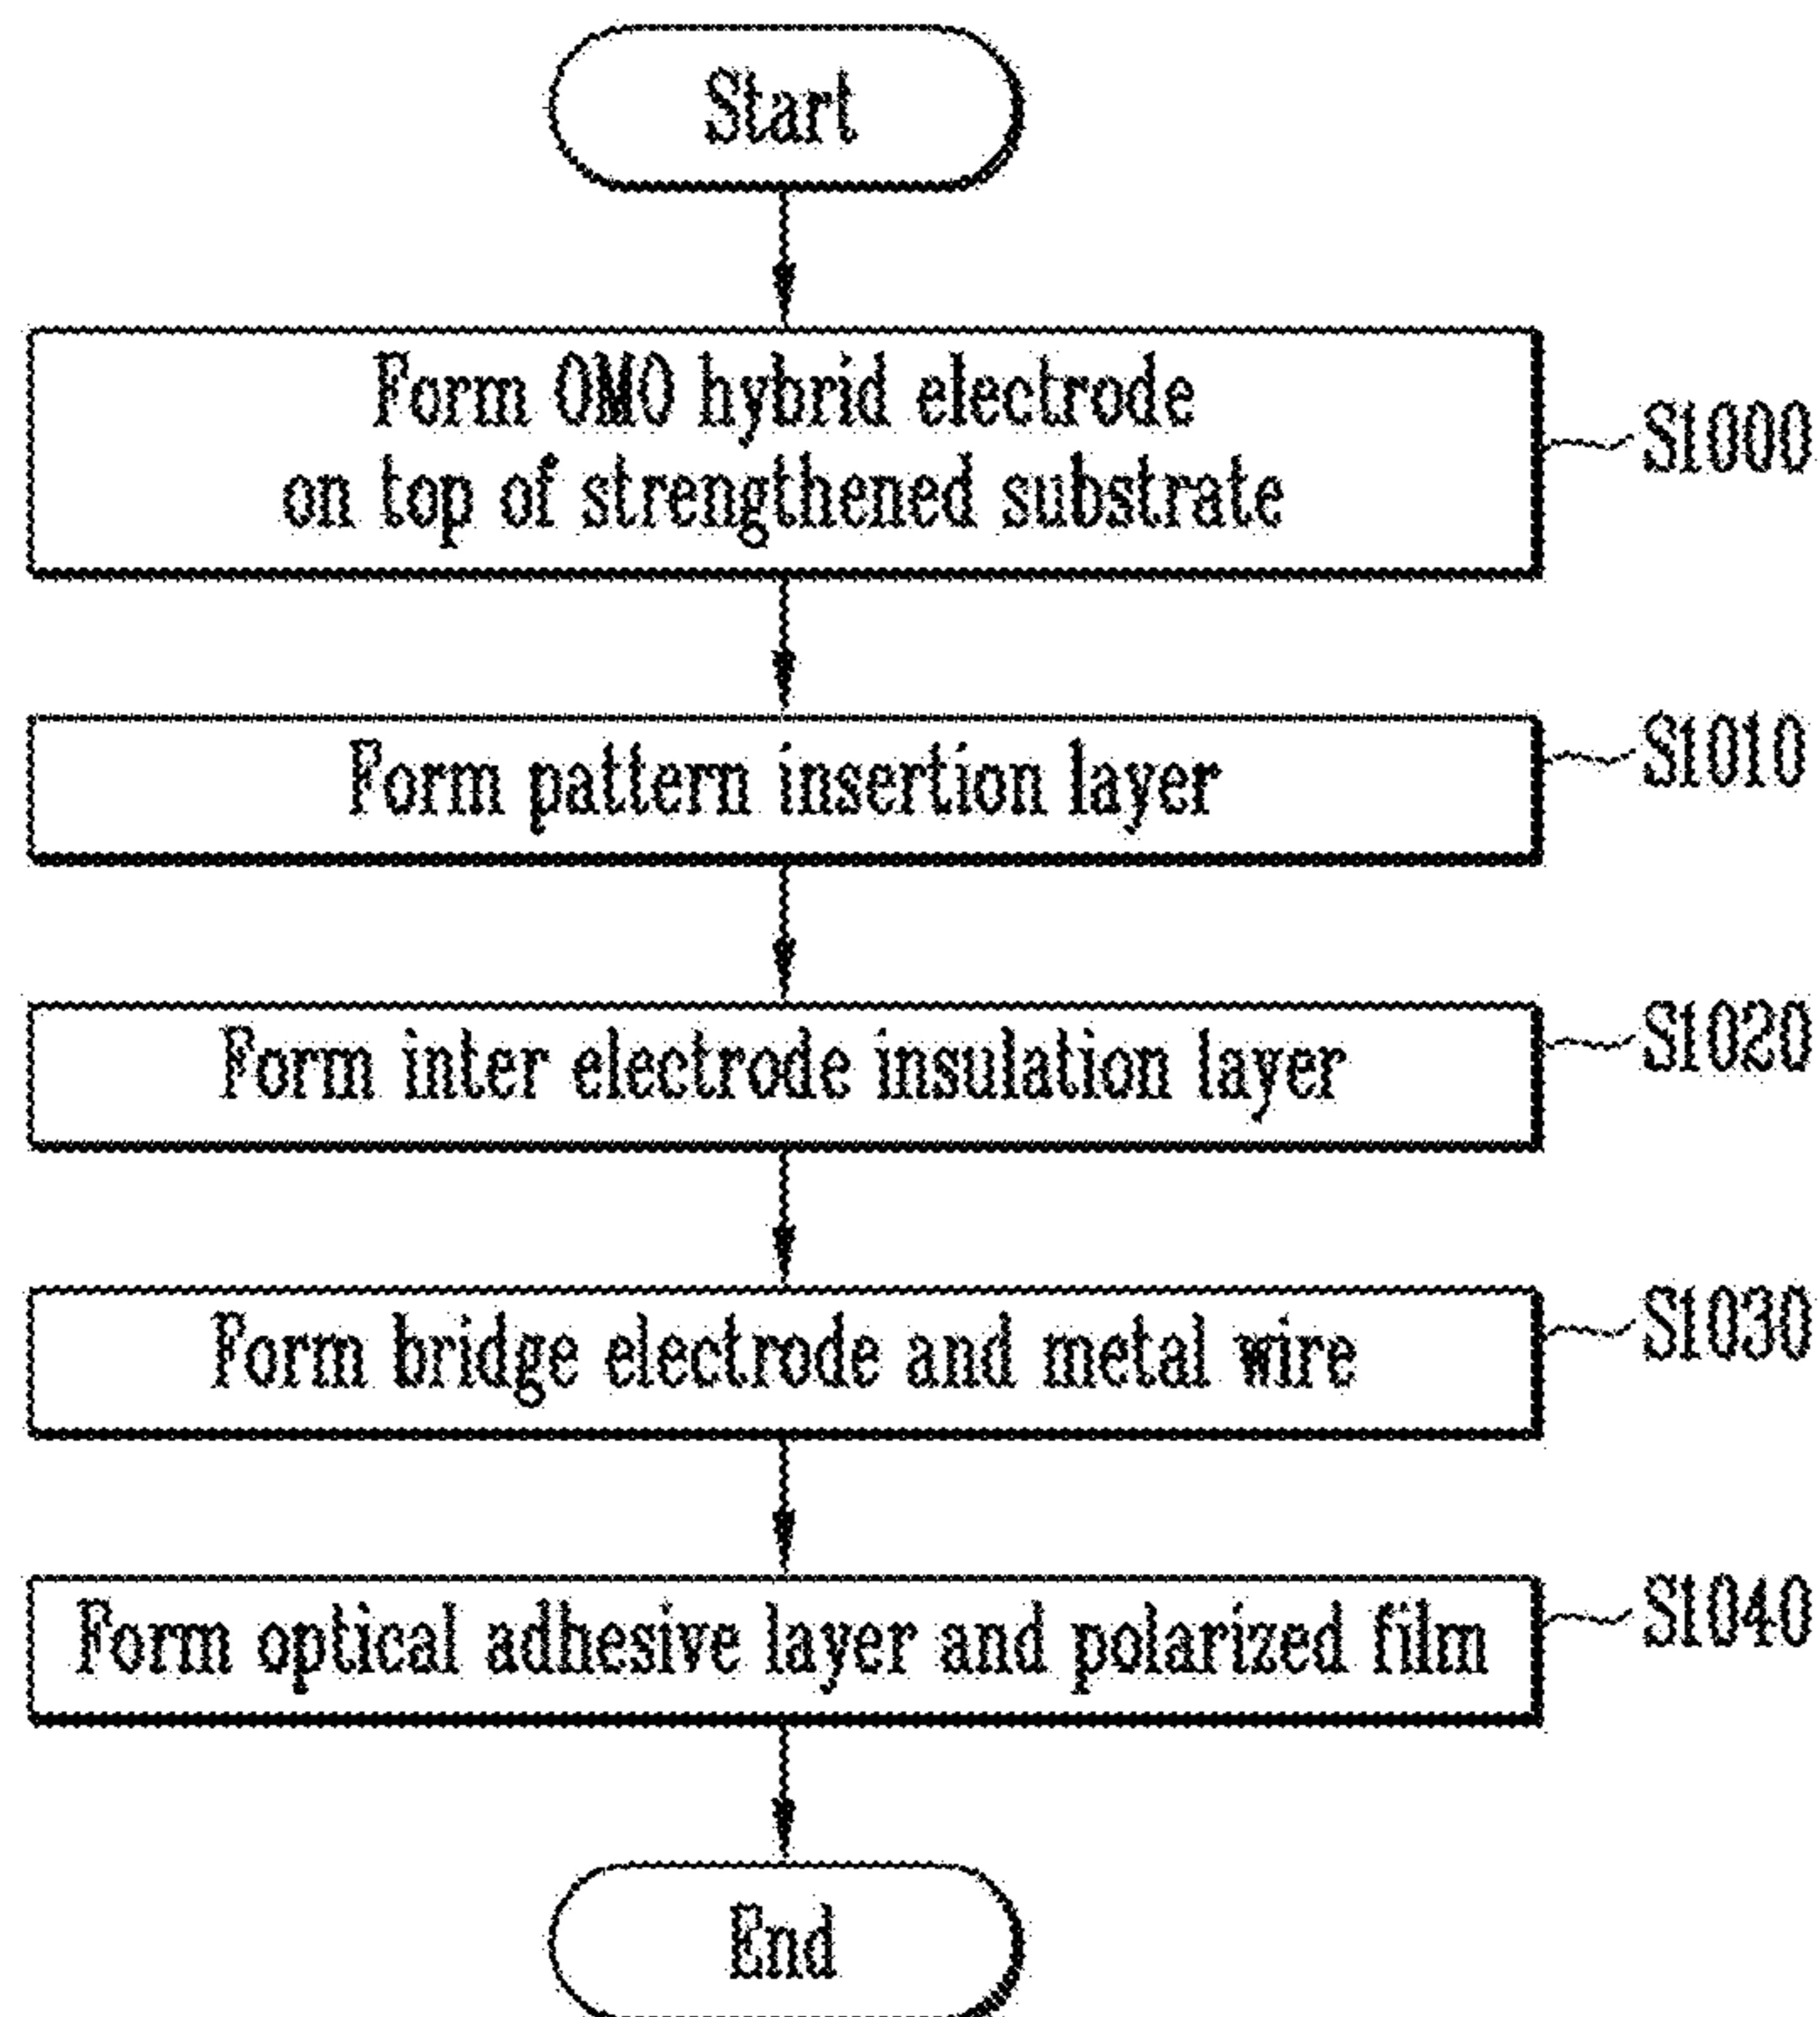 Start
Form OMO hybrid electrode
on top of strengthened substrate
S1000
Form pattern insertion layer
S1010
Form inter electrode insulation layer
S1020
Form bridge electrode and metal wire
S1030
Form optical adhesive layer and polarized film
S1040
End